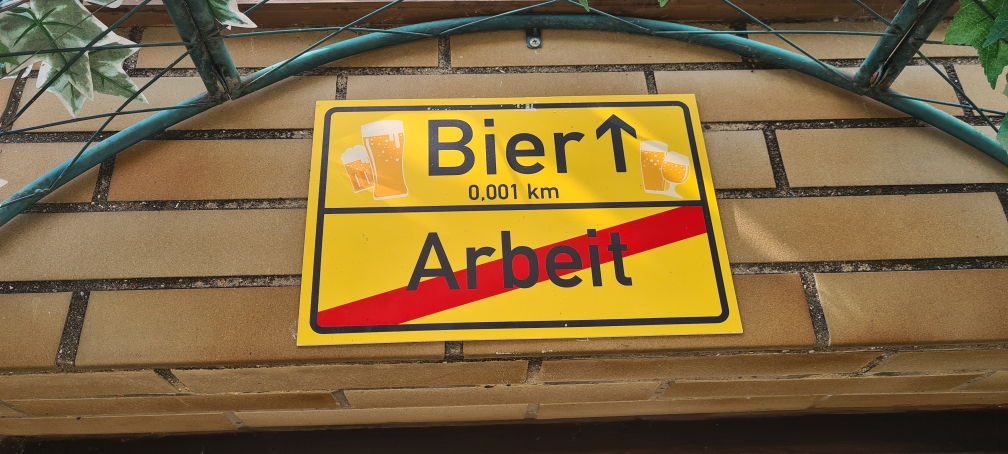 Bier↑
0,001 km
Arbeit